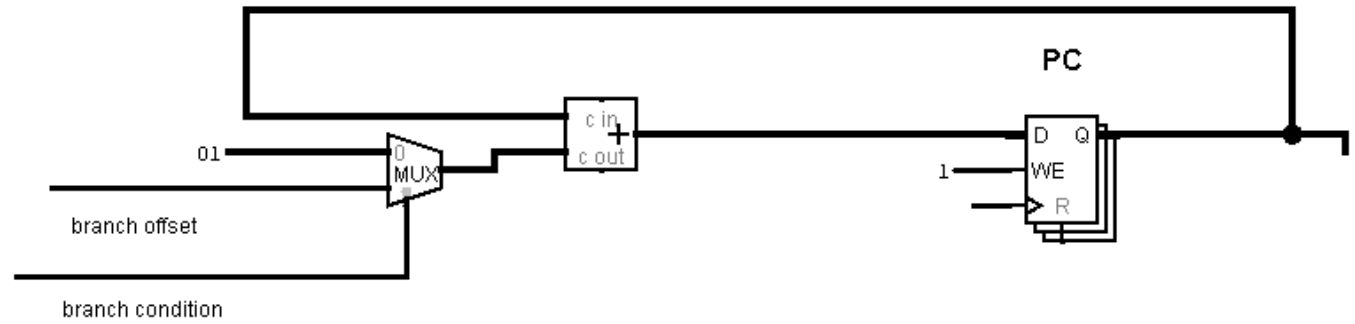 PC
c in
+
c out
D Q
01
0
MUX
1
WE
R
branch offset
branch condition